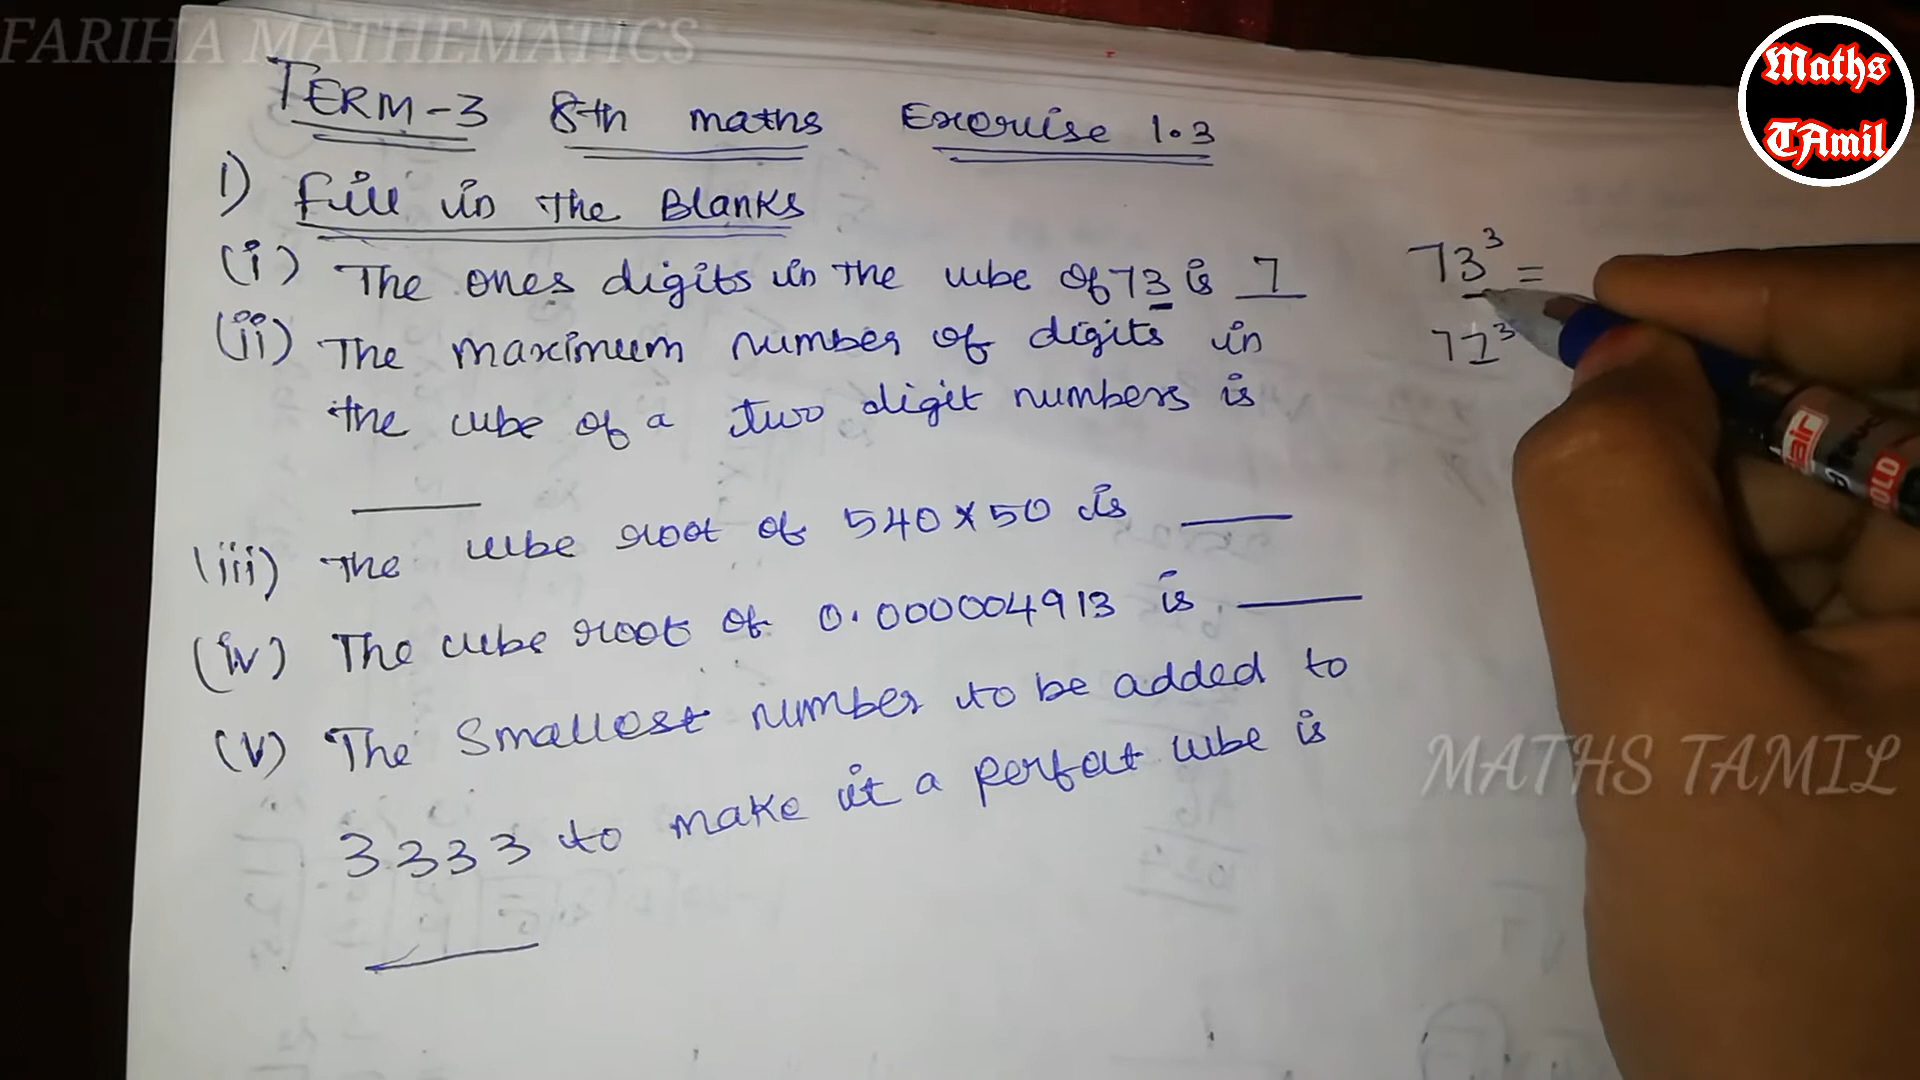 FARIHA MATHEMATICS
Maths
TAmil
TERM-3 8th maths Exercise 1.3
1) Fill in the Blanks
(i) The ones digits in the cube of 73 is 7
(ii) The maximum number of digits in
the cube of a two digit numbers is
(iii) The cube root of 540×50 is
(iv) The cube root of 0.000004913 is
(v) The Smallest number to be added to
3333 to make it a perfect cube is
73³ =
GOLD
MATHS TAMIL